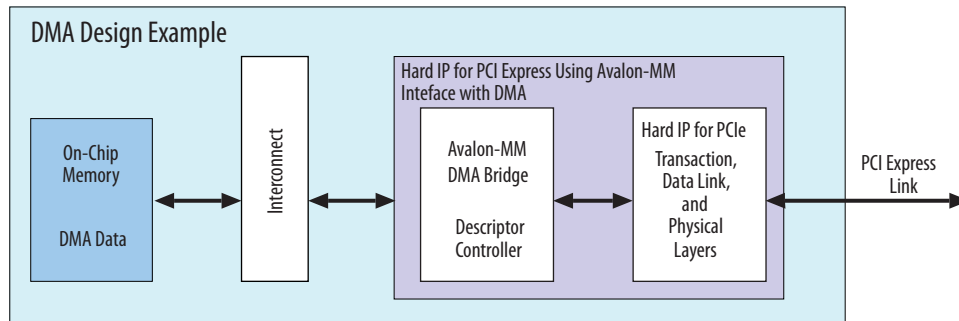 DMA Design Example
On-Chip
Memory
DMA Data
Interconnect
Hard IP for PCI Express Using Avalon-MM
Inteface with DMA
Avalon-MM
DMA Bridge
Descriptor
Controller
Hard IP for PCIe
Transaction,
Data Link,
and
Physical
Layers
PCI Express
Link